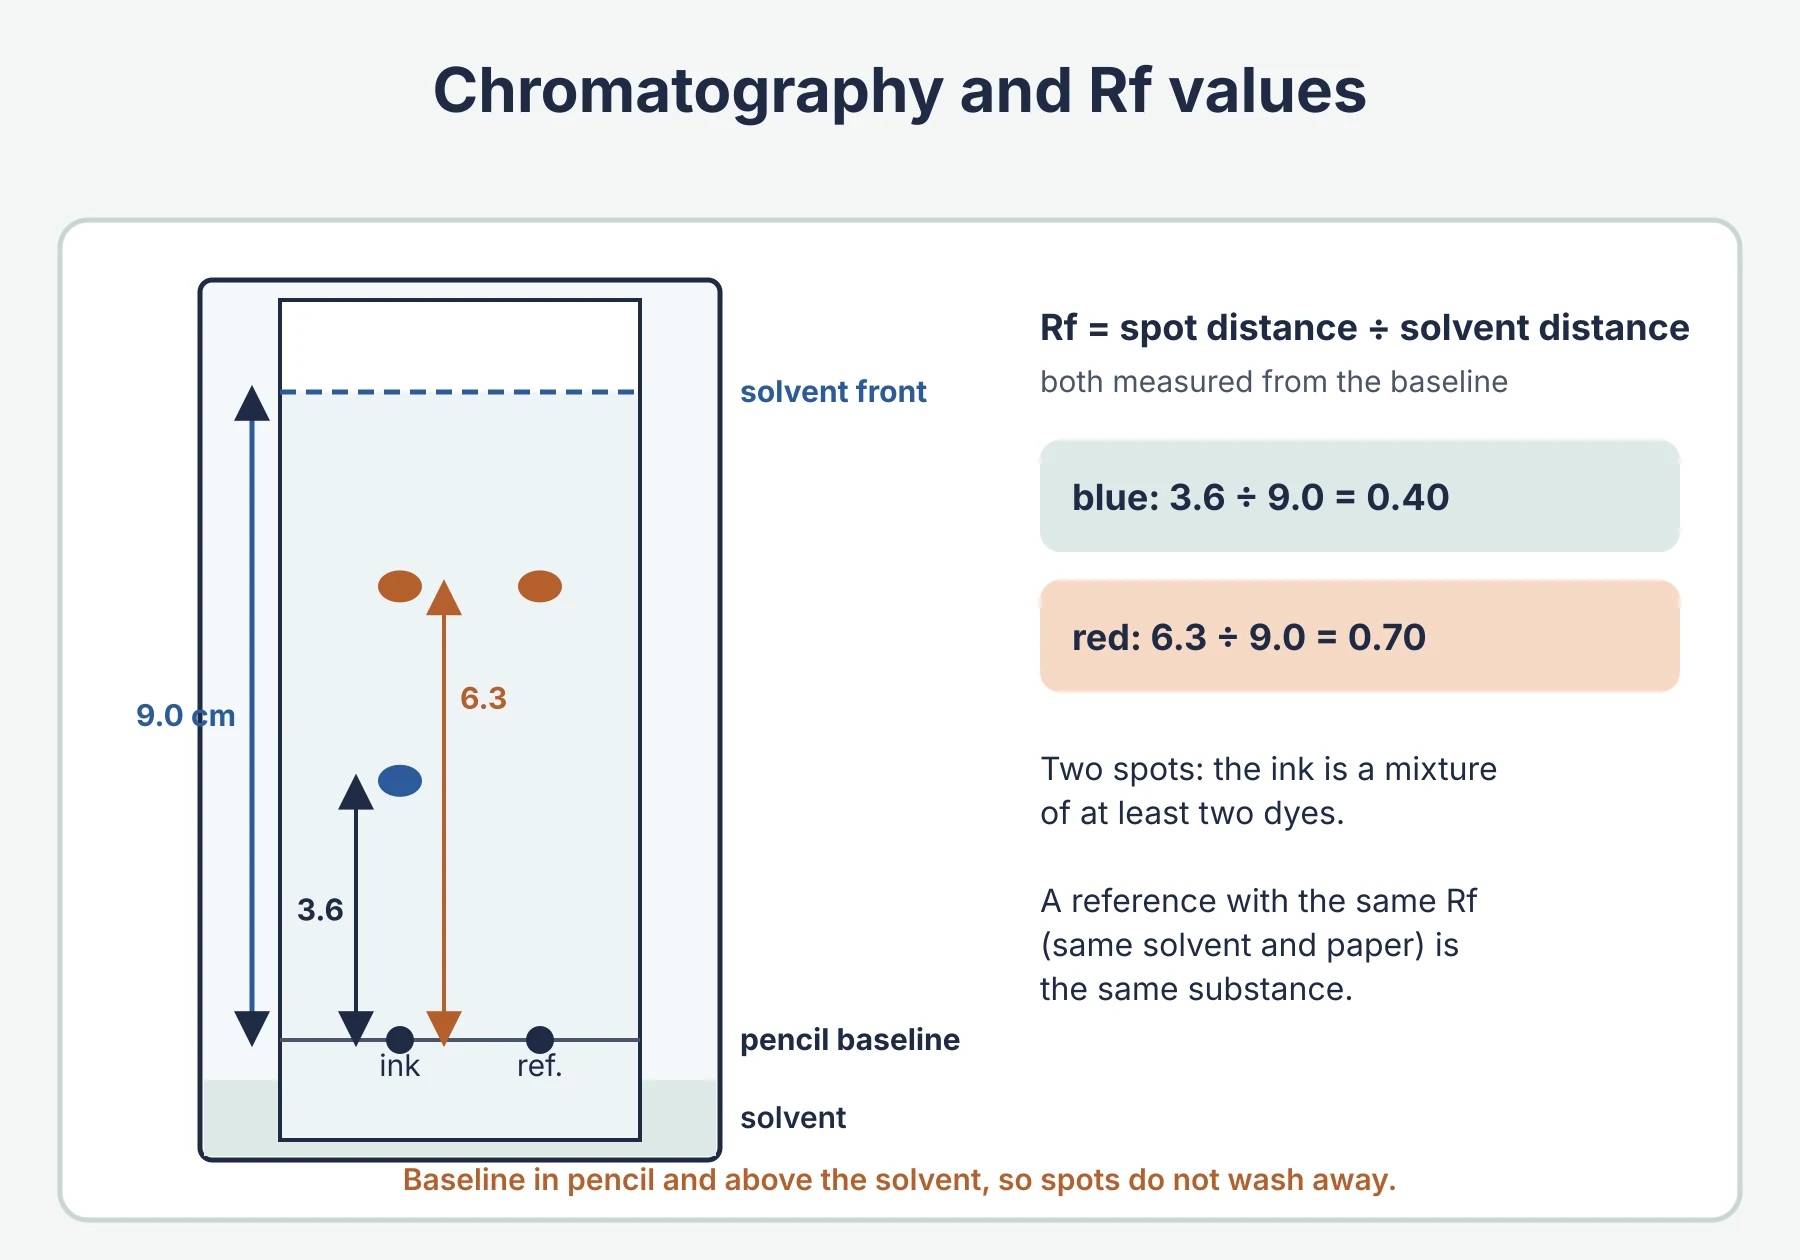 Chromatography and Rf values
solvent front
9.0 cm
6.3
3.6
ink
ref.
pencil baseline
solvent
Rf = spot distance ÷ solvent distance
both measured from the baseline
blue: 3.6 ÷ 9.0 = 0.40
red: 6.3 ÷ 9.0 = 0.70
Two spots: the ink is a mixture
of at least two dyes.
A reference with the same Rf
(same solvent and paper) is
the same substance.
Baseline in pencil and above the solvent, so spots do not wash away.